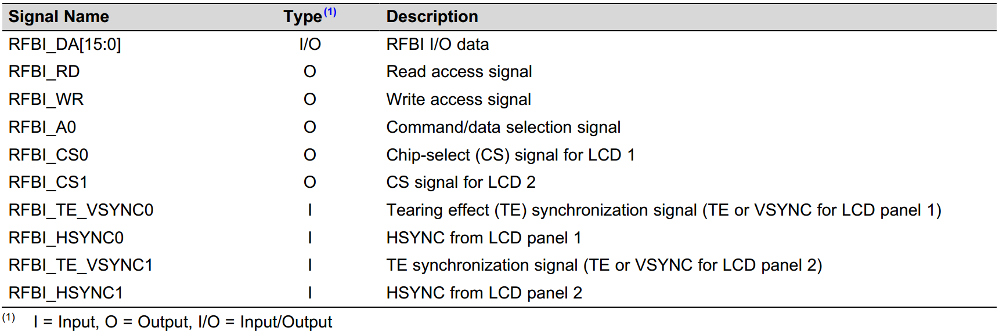 Signal Name Type(1) Description
RFBI_DA[15:0] I/O RFBI I/O data
RFBI_RD O Read access signal
RFBI_WR O Write access signal
RFBI_A0 O Command/data selection signal
RFBI_CS0 O Chip-select (CS) signal for LCD 1
RFBI_CS1 O CS signal for LCD 2
RFBI_TE_VSYNC0 I Tearing effect (TE) synchronization signal (TE or VSYNC for LCD panel 1)
RFBI_HSYNC0 I HSYNC from LCD panel 1
RFBI_TE_VSYNC1 I TE synchronization signal (TE or VSYNC for LCD panel 2)
RFBI_HSYNC1 I HSYNC from LCD panel 2
(1) I = Input, O = Output, I/O = Input/Output